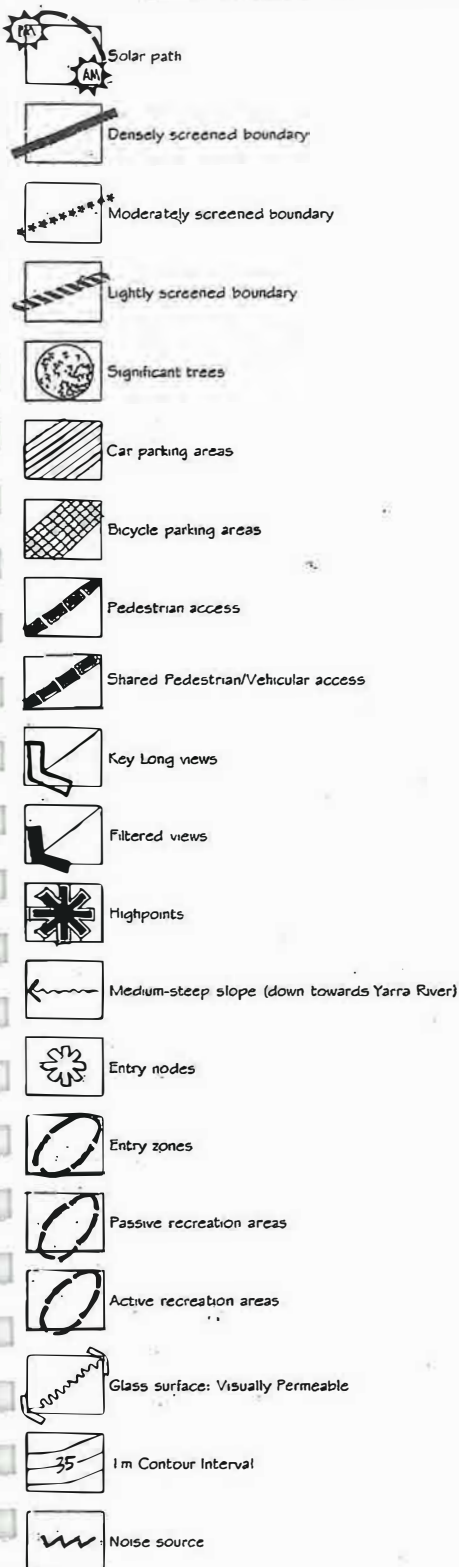 PM
AM
Solar path
Densely screened boundary
Moderately screened boundary
Lightly screened boundary
Significant trees
Car parking areas
Bicycle parking areas
Pedestrian access
Shared Pedestrian/Vehicular access
Key Long views
Filtered views
Highpoints
Medium-steep slope (down towards Yarra River)
Entry nodes
Entry zones
Passive recreation areas
Active recreation areas
Glass surface: Visually Permeable
35
1m Contour Interval
Noise source